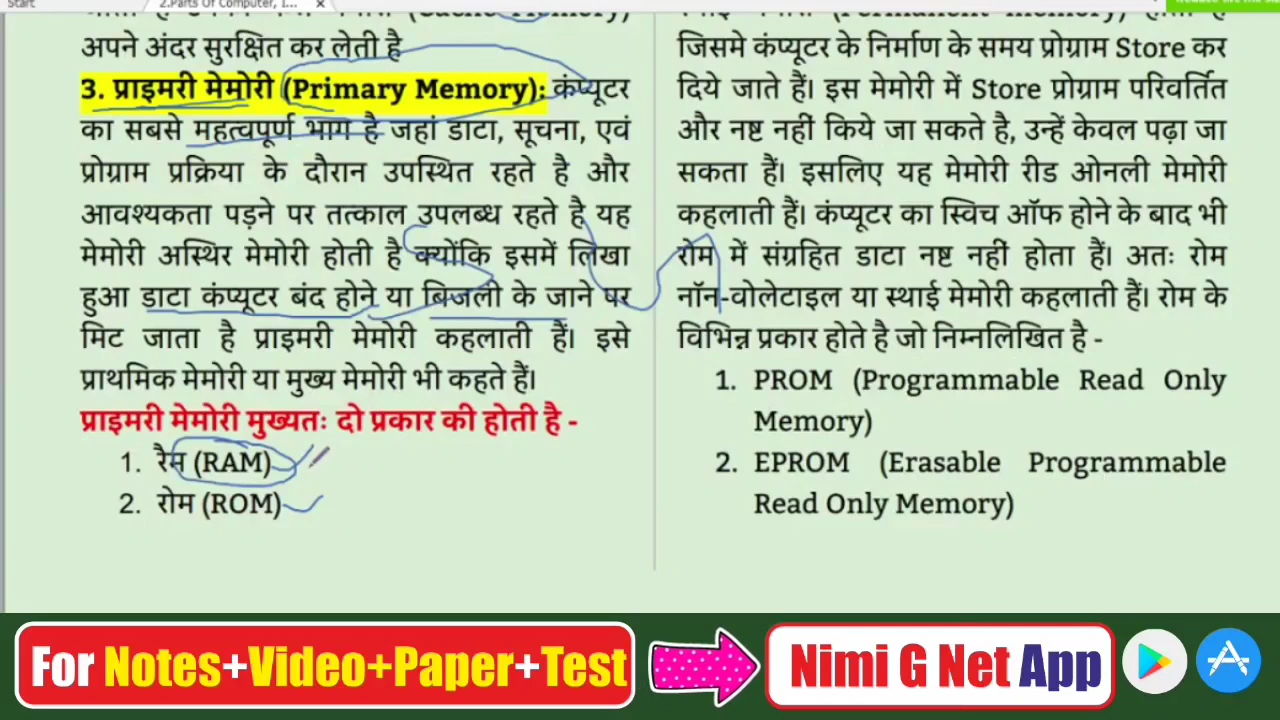 Start
2.Parts Of Computer, I...
अपने अंदर सुरक्षित कर लेती है
3. प्राइमरी मेमोरी (Primary Memory): कंप्यूटर
का सबसे महत्वपूर्ण भाग है जहां डाटा, सूचना, एवं
प्रोग्राम प्रक्रिया के दौरान उपस्थित रहते है और
आवश्यकता पड़ने पर तत्काल उपलब्ध रहते है यह
मेमोरी अस्थिर मेमोरी होती है क्योंकि इसमें लिखा
हुआ डाटा कंप्यूटर बंद होने या बिजली के जाने पर
मिट जाता है प्राइमरी मेमोरी कहलाती हैं। इसे
प्राथमिक मेमोरी या मुख्य मेमोरी भी कहते हैं।
प्राइमरी मेमोरी मुख्यतः दो प्रकार की होती है -
1. रैम (RAM)
2. रोम (ROM)
जिसमे कंप्यूटर के निर्माण के समय प्रोग्राम Store कर
दिये जाते हैं। इस मेमोरी में Store प्रोग्राम परिवर्तित
और नष्ट नहीं किये जा सकते है, उन्हें केवल पढ़ा जा
सकता हैं। इसलिए यह मेमोरी रीड ओनली मेमोरी
कहलाती हैं। कंप्यूटर का स्विच ऑफ होने के बाद भी
रोम में संग्रहित डाटा नष्ट नहीं होता हैं। अतः रोम
नॉन-वोलेटाइल या स्थाई मेमोरी कहलाती हैं। रोम के
विभिन्न प्रकार होते है जो निम्नलिखित है -
1. PROM (Programmable Read Only
Memory)
2. EPROM (Erasable Programmable
Read Only Memory)
For Notes+Video+Paper+Test
Nimi G Net App